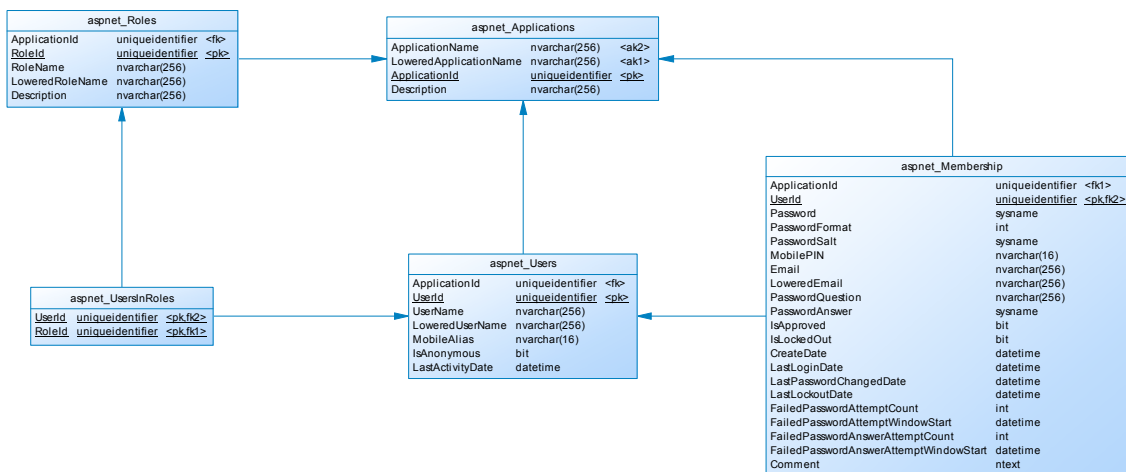 aspnet_Roles
ApplicationId uniqueidentifier <fk>
RoleId uniqueidentifier <pk>
RoleName nvarchar(256)
LoweredRoleName nvarchar(256)
Description nvarchar(256)
aspnet_Applications
ApplicationName nvarchar(256) <ak2>
LoweredApplicationName nvarchar(256) <ak1>
ApplicationId uniqueidentifier <pk>
Description nvarchar(256)
aspnet_Membership
ApplicationId uniqueidentifier <fk1>
UserId uniqueidentifier <pk,fk2>
Password sysname
PasswordFormat int
PasswordSalt sysname
MobilePIN nvarchar(16)
Email nvarchar(256)
LoweredEmail nvarchar(256)
PasswordQuestion nvarchar(256)
PasswordAnswer sysname
IsApproved bit
IsLockedOut bit
CreateDate datetime
LastLoginDate datetime
LastPasswordChangedDate datetime
LastLockoutDate datetime
FailedPasswordAttemptCount int
FailedPasswordAttemptWindowStart datetime
FailedPasswordAnswerAttemptCount int
FailedPasswordAnswerAttemptWindowStart datetime
Comment ntext
aspnet_Users
ApplicationId uniqueidentifier <fk>
UserId uniqueidentifier <pk>
UserName nvarchar(256)
LoweredUserName nvarchar(256)
MobileAlias nvarchar(16)
IsAnonymous bit
LastActivityDate datetime
aspnet_UsersInRoles
UserId uniqueidentifier <pk,fk2>
RoleId uniqueidentifier <pk,fk1>